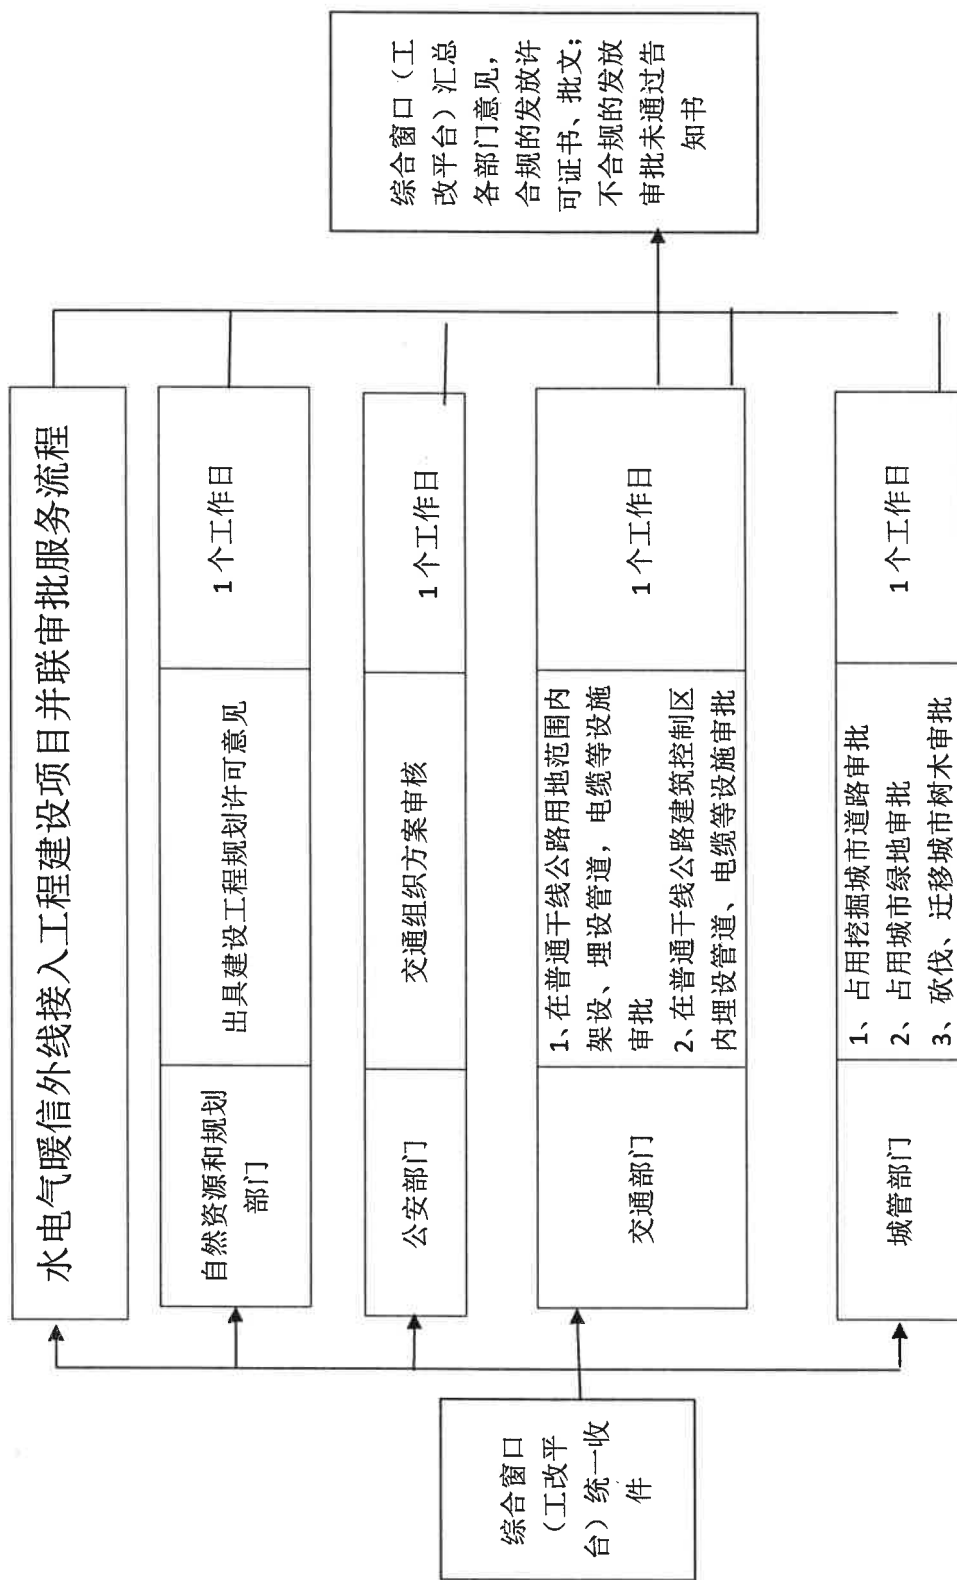 水电气暖信外线接入工程建设项目并联审批服务流程
综合窗口
（工改平
台）统一收
件
自然资源和规划
部门
出具建设工程规划许可意见
1个工作日
公安部门
交通组织方案审核
1个工作日
交通部门
1、在普通干线公路用地范围内
架设、埋设管道，电缆等设施
审批
2、在普通干线公路建筑控制区
内埋设管道、电缆等设施审批
1个工作日
城管部门
1、 占用挖掘城市道路审批
2、 占用城市绿地审批
3、 砍伐、迁移城市树木审批
1个工作日
综合窗口（工
改平台）汇总
各部门意见，
合规的发放许
可证书、批文；
不合规的发放
审批未通过告
知书